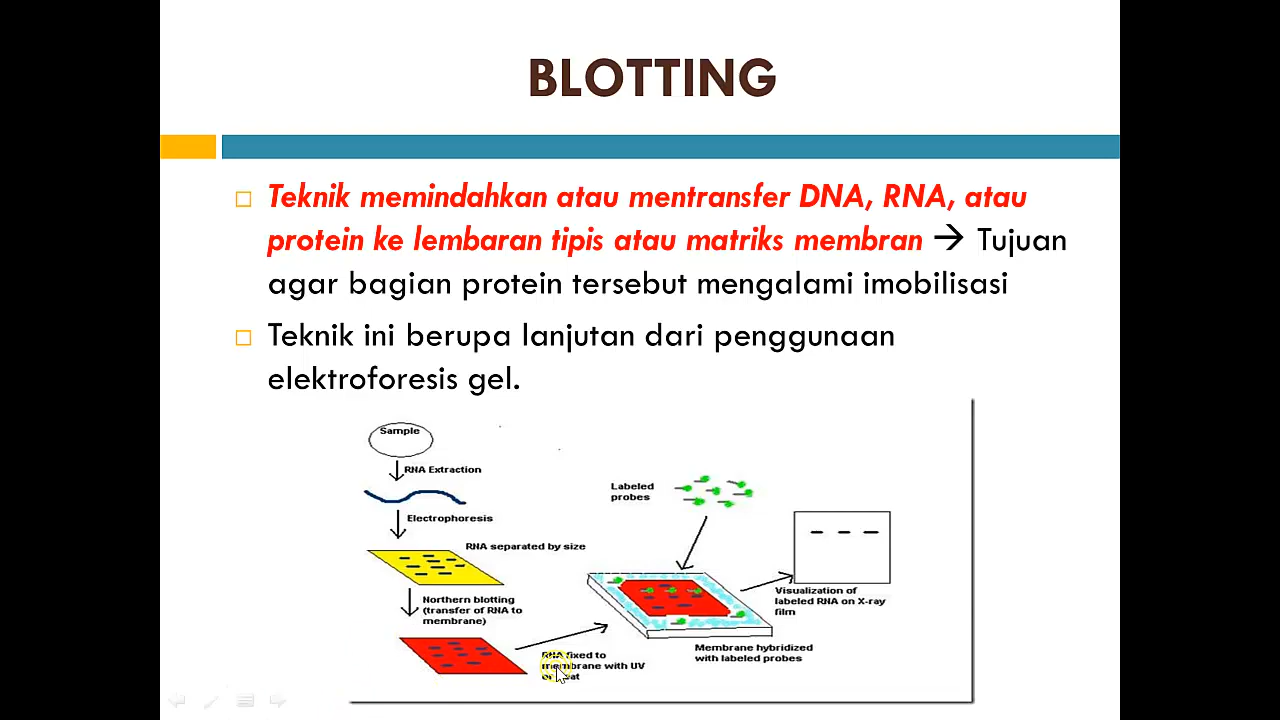 BLOTTING
Teknik memindahkan atau mentransfer DNA, RNA, atau
protein ke lembaran tipis atau matriks membran → Tujuan
agar bagian protein tersebut mengalami imobilisasi
Teknik ini berupa lanjutan dari penggunaan
elektroforesis gel.
Sample
RNA Extraction
Electrophoresis
RNA separated by size
Northern blotting
(transfer of RNA to
membrane)
RNA fixed to
membrane with UV
or
Labeled
probes
Membrane hybridized
with labeled probes
Visualization of
labeled RNA on X-ray
film